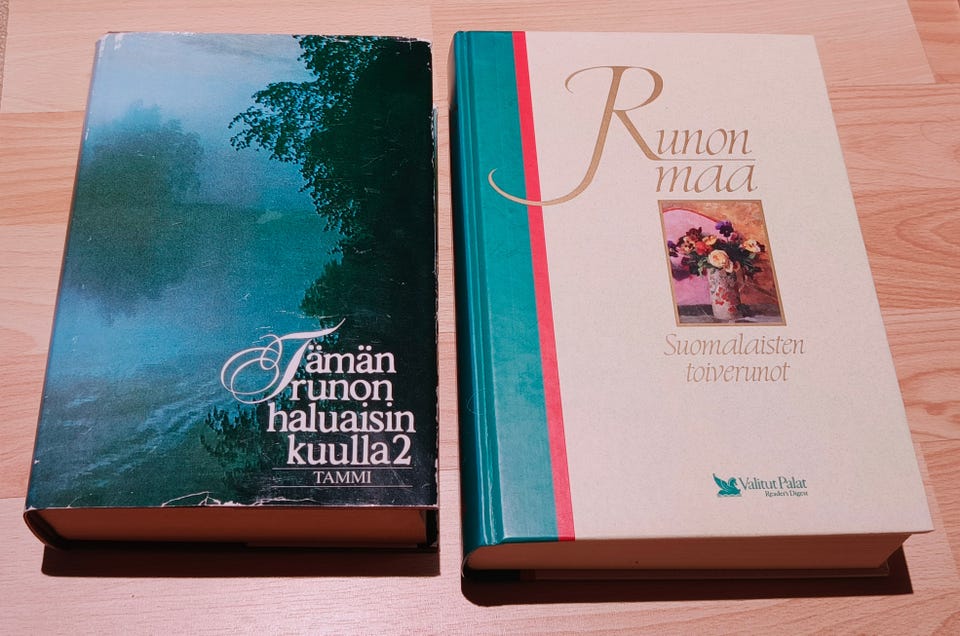 Tämän
runon
haluaisin
kuulla 2
TAMMI
Runon
maa
Suomalaisten
toiverunot
Valitut Palat
Reader's Digest